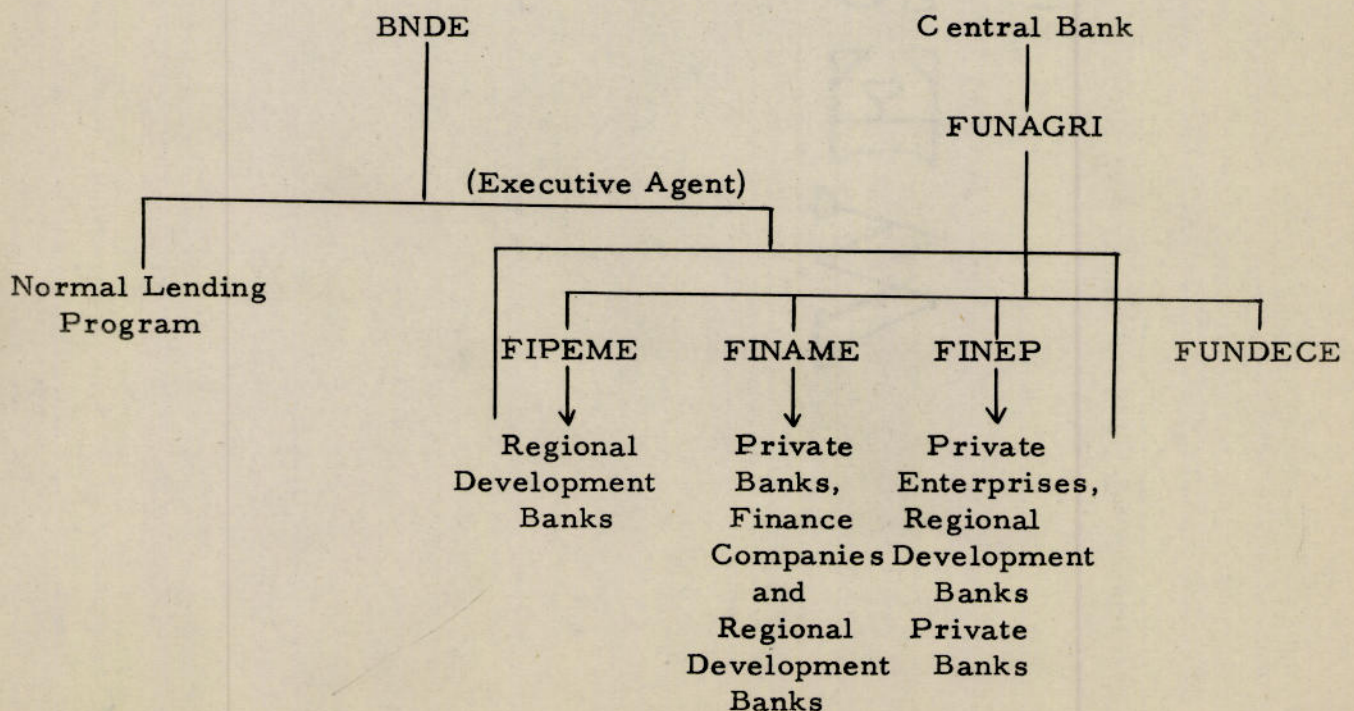 BNDE
Central Bank
FUNAGRI
(Executive Agent)
Normal Lending
Program
FIPEME
FINAME
FINEP
FUNDECE
Regional
Development
Banks
Private
Banks,
Finance
Companies
and
Regional
Development
Banks
Private
Enterprises,
Regional
Development
Banks
Private
Banks